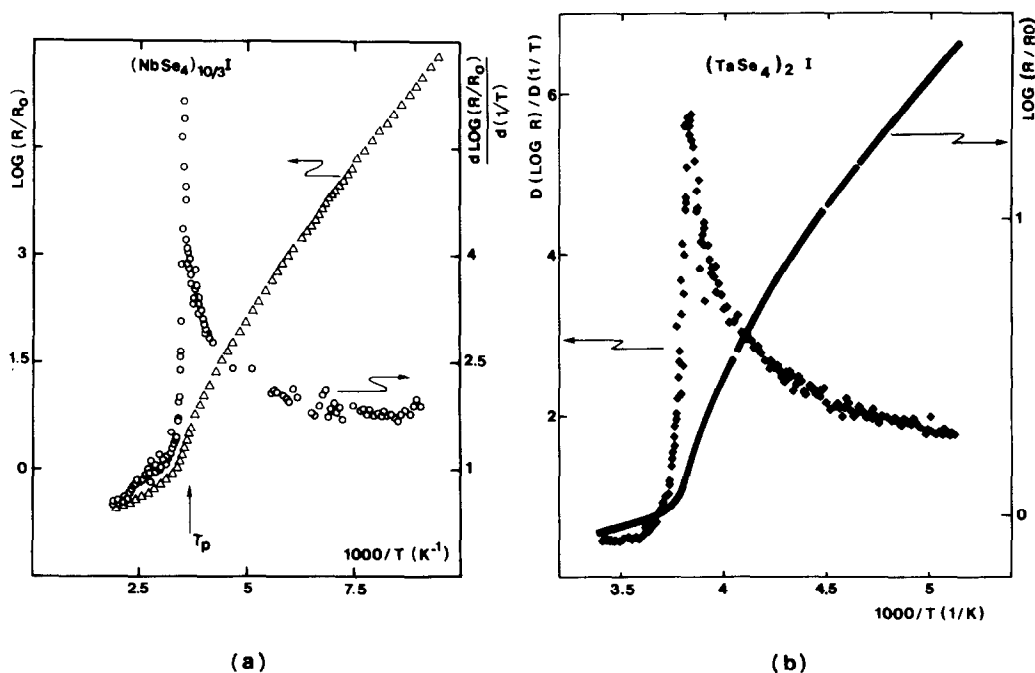 (NbSe4)10/3 I
LOG (R/R0)
d LOG (R/R0)
d(1/T)
3
1.5
0
4
2.5
1
Tp
1000/T (K-1)
2.5
5
7.5
(a)
(TaSe4)2 I
D (LOG R) / D (1/T)
LOG (R / R0)
6
4
2
1
0
3.5
4
4.5
5
1000/T (1/K)
(b)